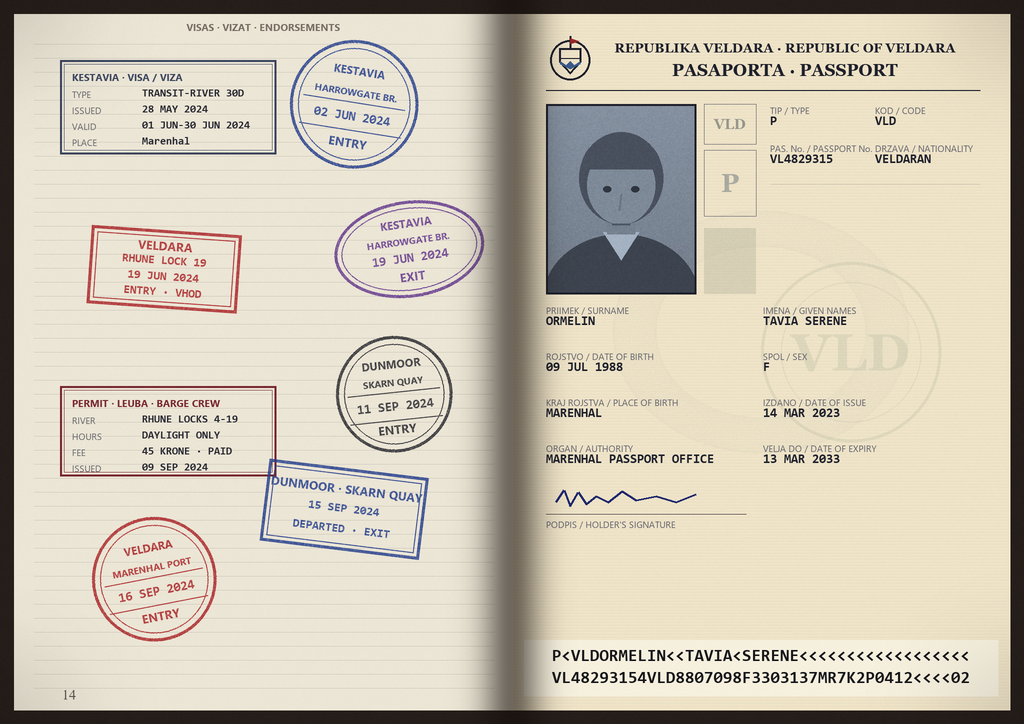 VISAS · VIZAT · ENDORSEMENTS
KESTAVIA · VISA / VIZA
TYPE TRANSIT-RIVER 30D
ISSUED 28 MAY 2024
VALID 01 JUN-30 JUN 2024
PLACE Marenhal
KESTAVIA
HARROWGATE BR.
02 JUN 2024
ENTRY
VELDARA
RHUNE LOCK 19
19 JUN 2024
ENTRY · VHOD
KESTAVIA
HARROWGATE BR.
19 JUN 2024
EXIT
DUNMOOR
SKARN QUAY
11 SEP 2024
ENTRY
PERMIT · LEUBA · BARGE CREW
RIVER RHUNE LOCKS 4-19
HOURS DAYLIGHT ONLY
FEE 45 KRONE · PAID
ISSUED 09 SEP 2024
DUNMOOR · SKARN QUAY
15 SEP 2024
DEPARTED · EXIT
VELDARA
MARENHAL PORT
16 SEP 2024
ENTRY
14
REPUBLIKA VELDARA · REPUBLIC OF VELDARA
PASAPORTA · PASSPORT
VLD
P
TIP / TYPE KOD / CODE
P VLD
PAS. No. / PASSPORT No. DRZAVA / NATIONALITY
VL4829315 VELDARAN
VLD
PRIIMEK / SURNAME IMENA / GIVEN NAMES
ORMELIN TAVIA SERENE
ROJSTVO / DATE OF BIRTH SPOL / SEX
09 JUL 1988 F
KRAJ ROJSTVA / PLACE OF BIRTH IZDANO / DATE OF ISSUE
MARENHAL 14 MAR 2023
ORGAN / AUTHORITY VELJA DO / DATE OF EXPIRY
MARENHAL PASSPORT OFFICE 13 MAR 2033
PODPIS / HOLDER'S SIGNATURE
P<VLDORMELIN<<TAVIA<SERENE<<<<<<<<<<<<<<<<<<
VL48293154VLD8807098F3303137MR7K2P0412<<<<02